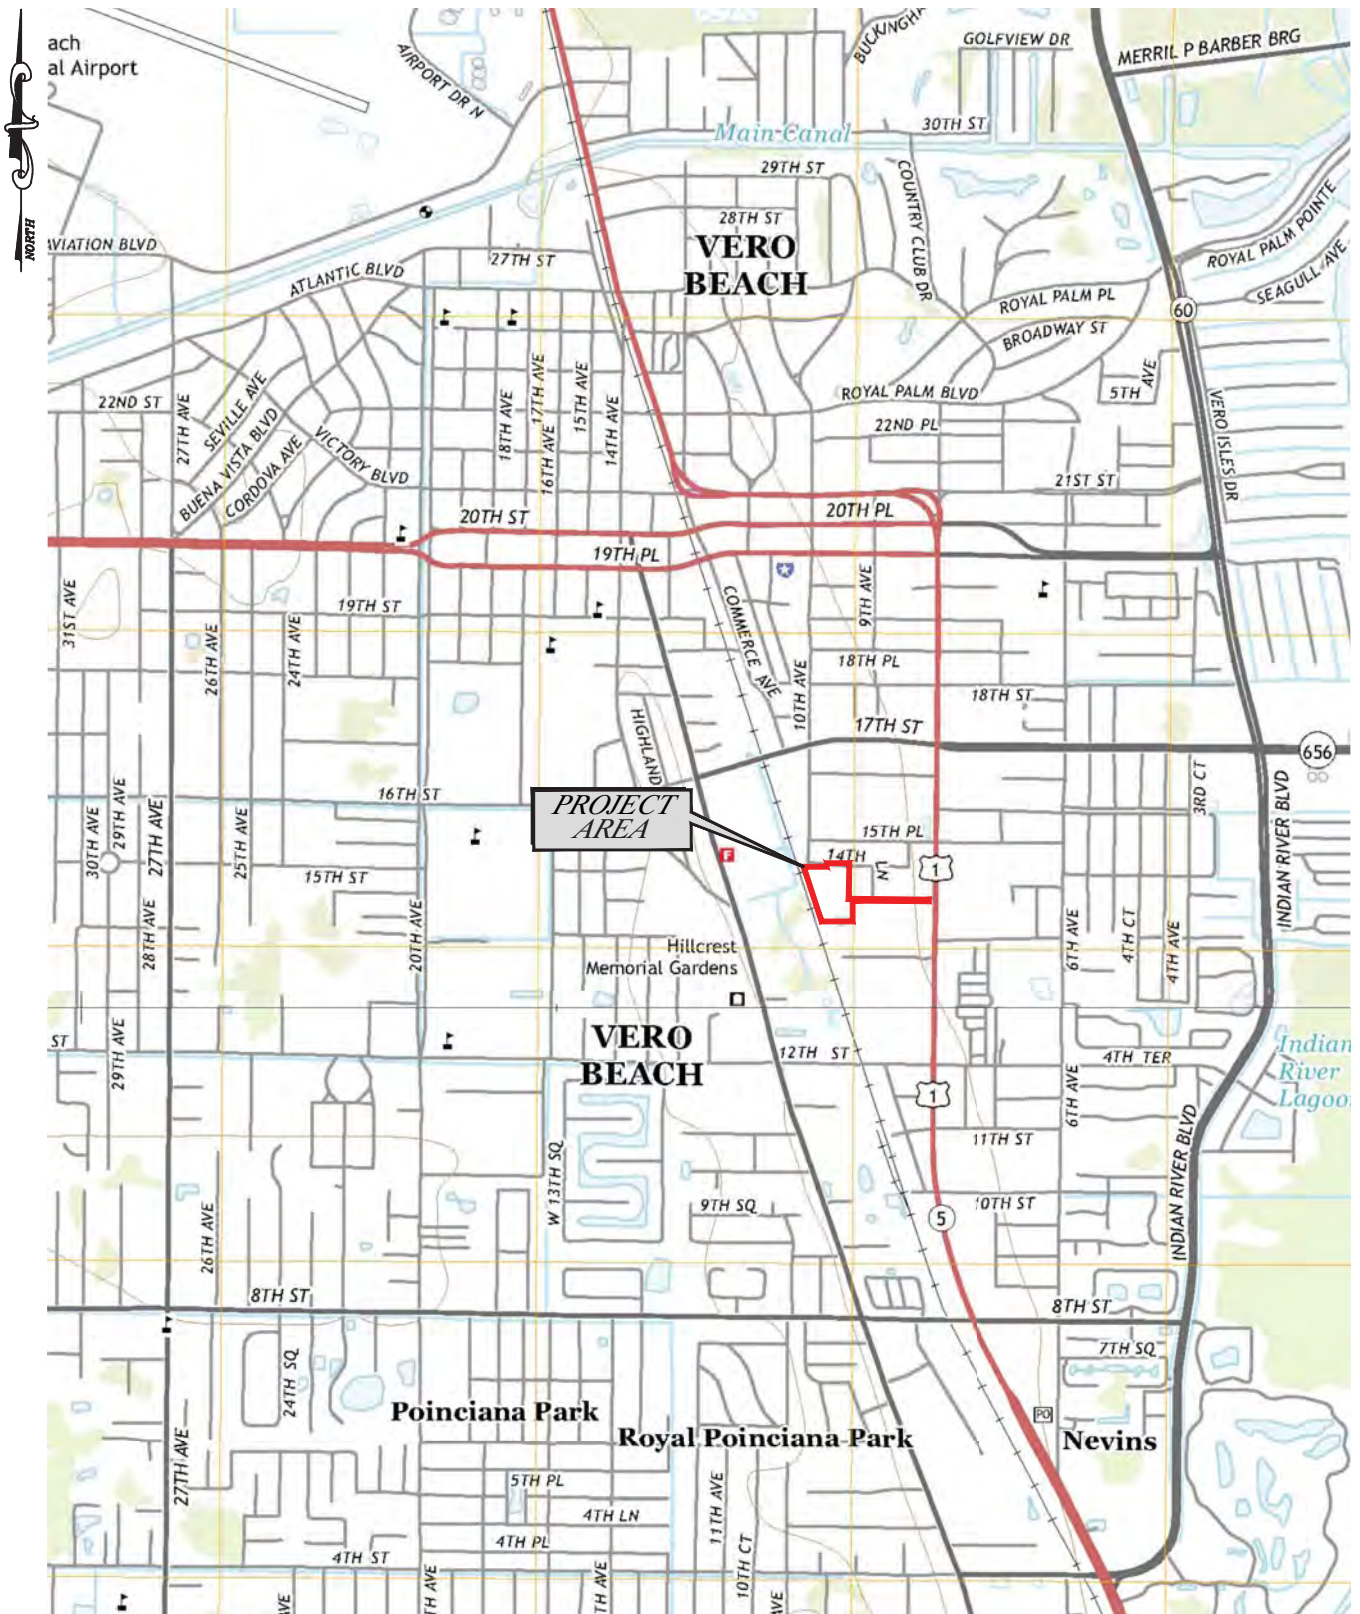 ach
al Airport
AIRPORT DR N
BUCKINGHA
GOLFVIEW DR
MERRIL P BARBER BRG
NORTH
Main Canal
30TH ST
29TH ST
COUNTRY CLUB DR
28TH ST
VERO
BEACH
AVIATION BLVD
27TH ST
ATLANTIC BLVD
ROYAL PALM POINTE
SEAGULL AVE
ROYAL PALM PL
BROADWAY ST
60
5TH AVE
ROYAL PALM BLVD
22ND PL
VERO ISLES DR
22ND ST
27TH AVE
SEVILLE AVE
BUENA VISTA BLVD
CORDOVA AVE
VICTORY BLVD
18TH AVE
17TH AVE
16TH AVE
15TH AVE
14TH AVE
21ST ST
20TH ST
20TH PL
19TH PL
31ST AVE
19TH ST
26TH AVE
24TH AVE
COMMERCE AVE
9TH AVE
10TH AVE
18TH PL
18TH ST
17TH ST
656
HIGHLAND
3RD CT
INDIAN RIVER BLVD
16TH ST
PROJECT
AREA
15TH PL
14TH
LN
1
F
30TH AVE
29TH AVE
27TH AVE
25TH AVE
15TH ST
28TH AVE
20TH AVE
6TH AVE
4TH CT
4TH AVE
INDIAN RIVER BLVD
Hillcrest
Memorial Gardens
VERO
BEACH
ST
29TH AVE
12TH ST
4TH TER
Indian
River
Lagoo
1
6TH AVE
11TH ST
INDIAN RIVER BLVD
W 13TH SQ
9TH SQ
10TH ST
5
26TH AVE
8TH ST
8TH ST
7TH SQ
24TH SQ
Poinciana Park
Royal Poinciana Park
PO
Nevins
27TH AVE
5TH PL
4TH LN
4TH PL
4TH ST
11TH AVE
10TH CT
VE
TH AVE
TH AVE
AVE